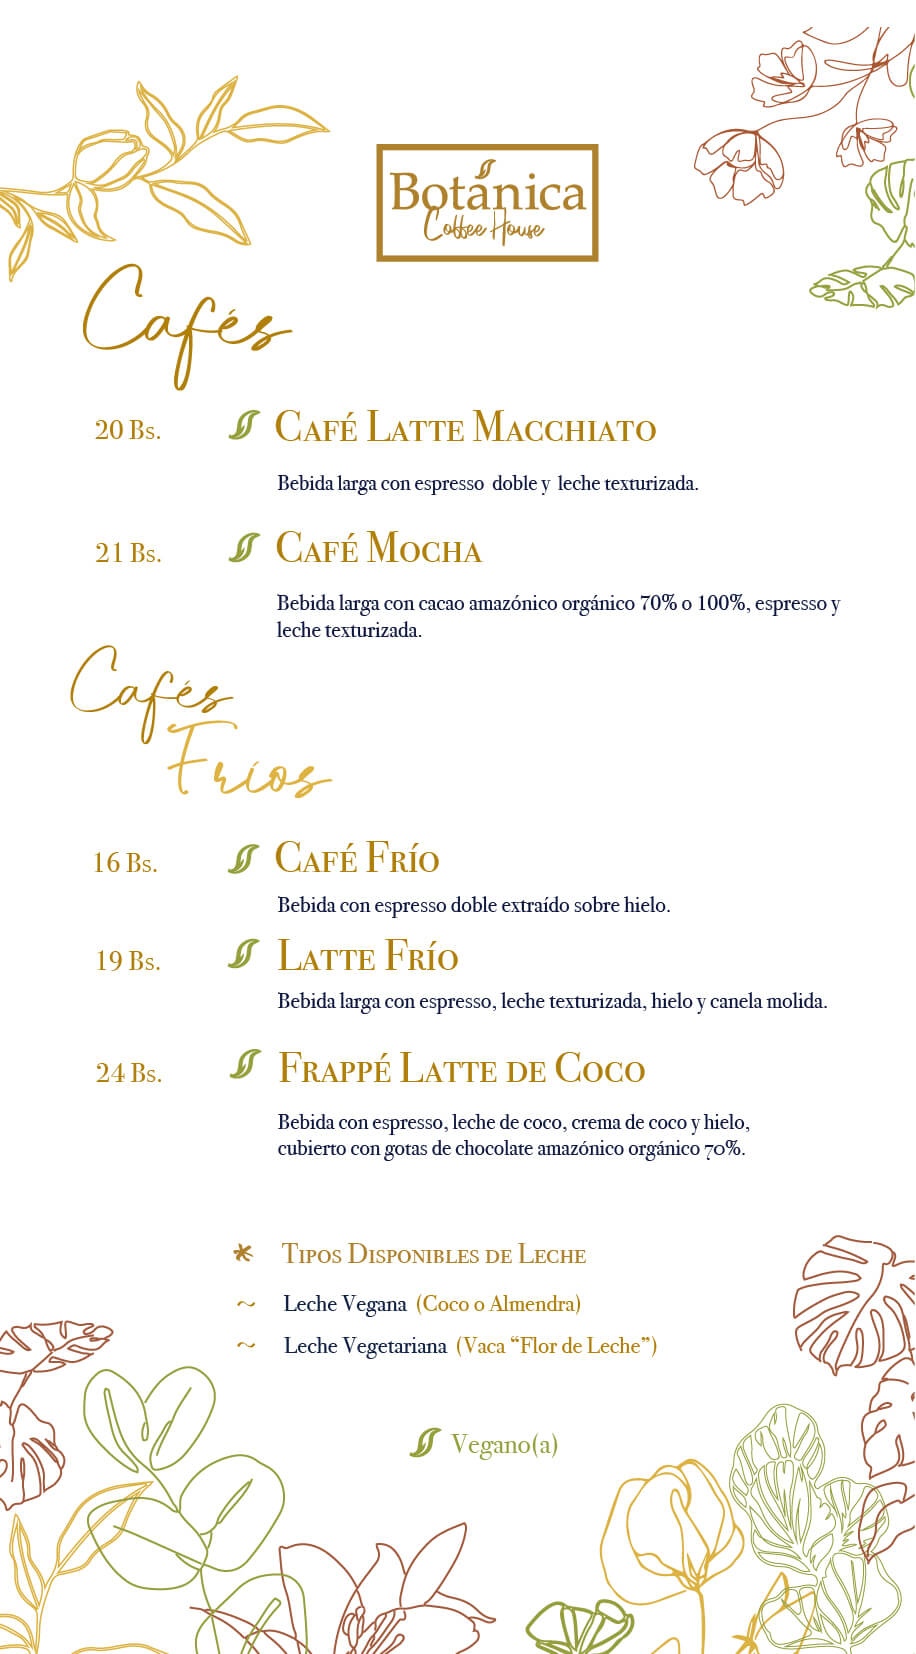 Botánica
Coffee House
Cafés
20 Bs. Café Latte Macchiato
Bebida larga con espresso doble y leche texturizada.
21 Bs. Café Mocha
Bebida larga con cacao amazónico orgánico 70% o 100%, espresso y
leche texturizada.
Cafés
Fríos
16 Bs. Café Frío
Bebida con espresso doble extraído sobre hielo.
19 Bs. Latte Frío
Bebida larga con espresso, leche texturizada, hielo y canela molida.
24 Bs. Frappé Latte de Coco
Bebida con espresso, leche de coco, crema de coco y hielo,
cubierto con gotas de chocolate amazónico orgánico 70%.
* Tipos Disponibles de Leche
~ Leche Vegana (Coco o Almendra)
~ Leche Vegetariana (Vaca “Flor de Leche”)
Vegano(a)